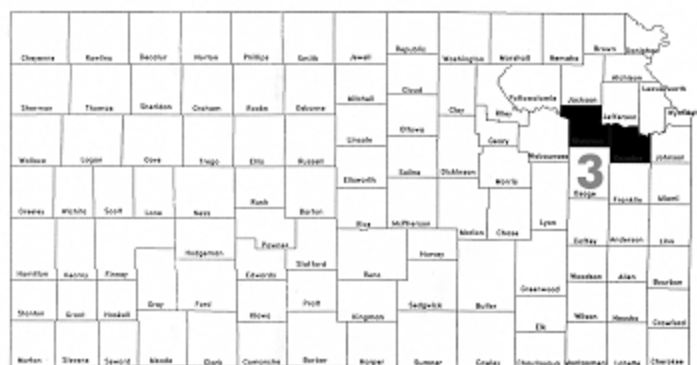 Cheyenne Rawlins Decatur Norton Phillips Smith Jewell Republic Washington Marshall Nemaha Brown Doniphan
Atchison
Sherman Thomas Sheridan Graham Rooks Osborne Mitchell Cloud Clay Riley Pottawatomie Jackson Jefferson Leavenworth
Wallace Logan Gove Trego Ellis Russell Lincoln Ottawa Geary Wabaunsee Johnson
Ellsworth Saline Dickinson Morris
3
Osage Franklin Miami
Greeley Wichita Scott Lane Ness Rush Barton Rice McPherson Marion Chase Lyon
Hamilton Kearny Finney Hodgeman Pawnee Edwards Stafford Reno Harvey Coffey Anderson Linn
Stanton Grant Haskell Gray Ford Kiowa Pratt Kingman Sedgwick Butler Greenwood Woodson Allen Bourbon
Wilson Neosho Crawford
Elk
Morton Stevens Seward Meade Clark Comanche Barber Harper Sumner Cowley Chautauqua Montgomery Labette Cherokee